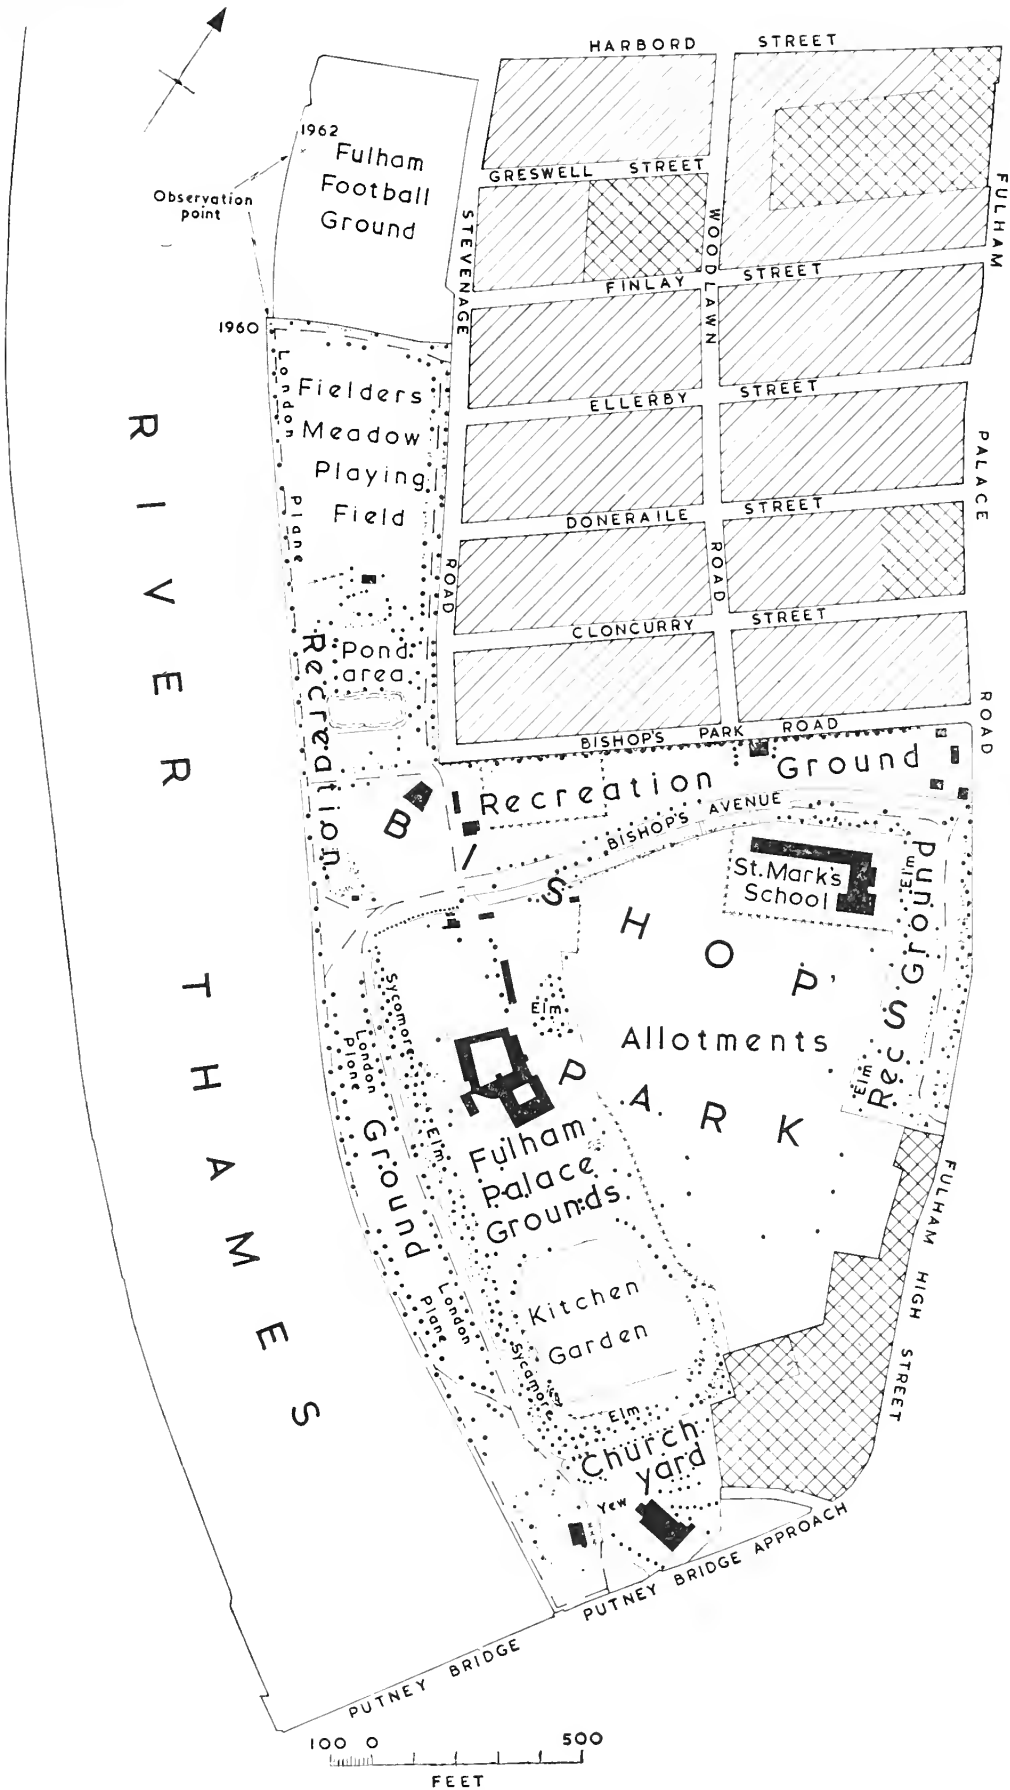 HARBORD STREET
1962
Fulham
Football
Ground
Observation
point
GRESWELL STREET
FULHAM
STEVENAGE
WOODLAWN
FINLAY STREET
1960
London
Fielders
Meadow
Playing
Field
Plane
ELLERBY STREET
PALACE
DONERAILE STREET
ROAD
ROAD
CLONCURRY STREET
Recreation
Pond
area
ROAD
BISHOP'S PARK ROAD
RIVER THAMES
Recreation Ground
BISHOP'S AVENUE
BISHOP'S PARK
St. Mark's
School
Elm
Rec Ground
Sycamore
Elm
London
Plane
Allotments
Elm
Ground
Elm
Fulham
Palace
Grounds
FULHAM HIGH STREET
Kitchen
Garden
London
Plane
Sycamore
Elm
Church
yard
Yew
PUTNEY BRIDGE APPROACH
PUTNEY BRIDGE
100 0 500
FEET